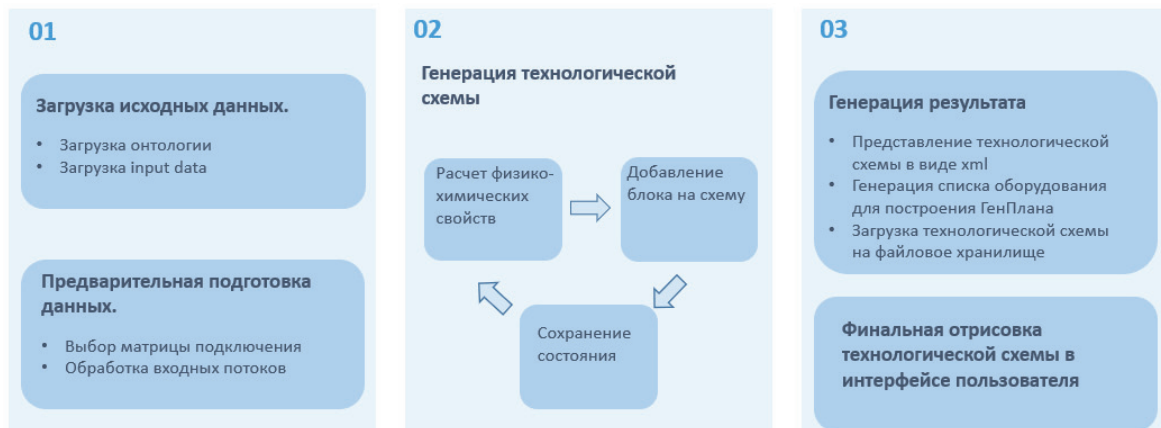 01
Загрузка исходных данных.
• Загрузка онтологии
• Загрузка input data
Предварительная подготовка
данных.
• Выбор матрицы подключения
• Обработка входных потоков
02
Генерация технологической
схемы
Расчет физико-
химических
свойств
Добавление
блока на схему
Сохранение
состояния
03
Генерация результата
• Представление технологической
схемы в виде xml
• Генерация списка оборудования
для построения ГенПлана
• Загрузка технологической схемы
на файловое хранилище
Финальная отрисовка
технологической схемы в
интерфейсе пользователя